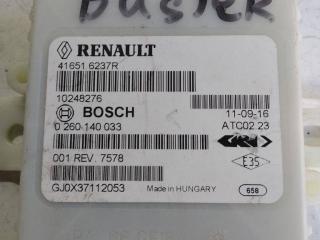 RENAULT
41651 6237R
10248276
BOSCH 11-09-16
0 260 140 033 ATC02 23
001 REV. 7578 E35
GJ0X37112053 Made in HUNGARY 658